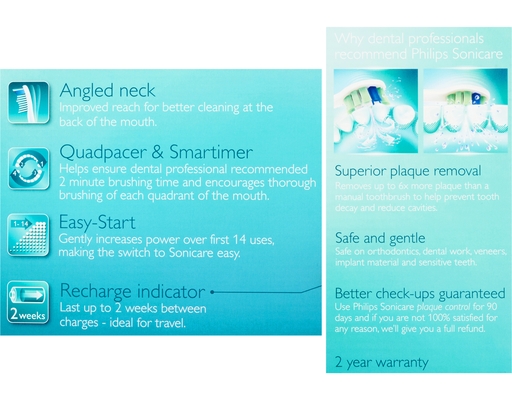 Angled neck
Improved reach for better cleaning at the
back of the mouth.
Quadpacer & Smartimer
Helps ensure dental professional recommended
2 minute brushing time and encourages thorough
brushing of each quadrant of the mouth.
1-14
Easy-Start
Gently increases power over first 14 uses,
making the switch to Sonicare easy.
2 weeks
Recharge indicator
Last up to 2 weeks between
charges - ideal for travel.
Why dental professionals
recommend Philips Sonicare
Superior plaque removal
Removes up to 6x more plaque than a
manual toothbrush to help prevent tooth
decay and reduce cavities.
Safe and gentle
Safe on orthodontics, dental work, veneers,
implant material and sensitive teeth.
Better check-ups guaranteed
Use Philips Sonicare plaque control for 90
days and if you are not 100% satisfied for
any reason, we'll give you a full refund.
2 year warranty